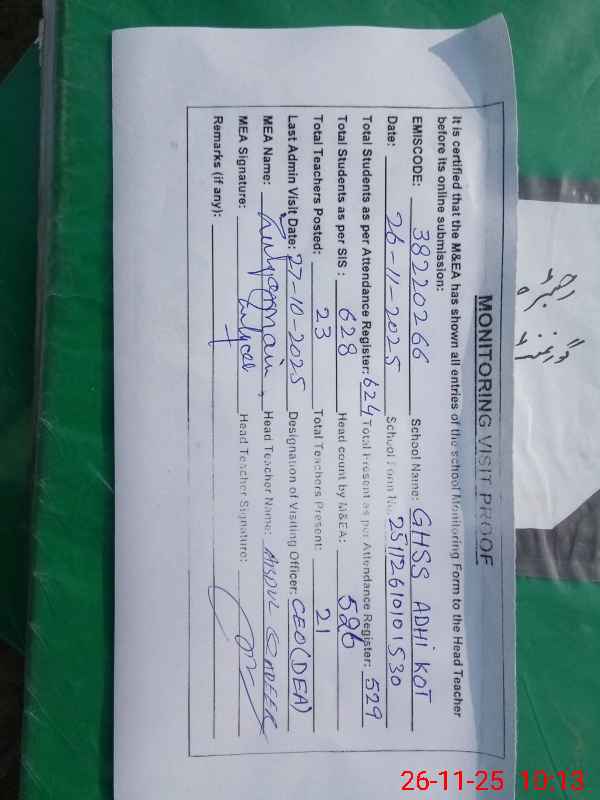 MONITORING VISIT PROOF
It is certified that the M&EA has shown all entries of the school Monitoring Form to the Head Teacher
before its online submission:
EMISCODE: 38220266 School Name: GHSS ADHI KOT
Date: 26-11-2025 School Form No. 25112610101530
Total Students as per Attendance Register: 624 Total Present as per Attendance Register: 529
Total Students as per SIS : 628 Head count by M&EA: 526
Total Teachers Posted: 23 Total Teachers Present: 21
Last Admin Visit Date: 27-10-2025 Designation of Visiting Officer: CEO(DEA)
MEA Name: Head Teacher Name: ABDUL QADEER
MEA Signature: Head Teacher Signature:
Remarks (if any):
26-11-25 10:13